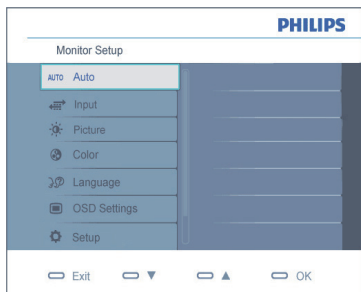 PHILIPS
Monitor Setup
AUTO Auto
Input
Picture
Color
Language
OSD Settings
Setup
Exit ▼ ▲ OK